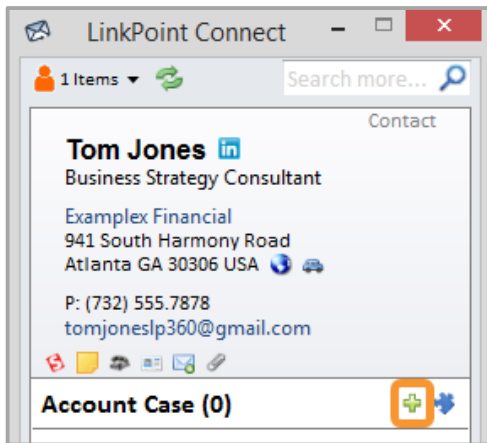 LinkPoint Connect
1 Items
Search more...
Contact
Tom Jones in
Business Strategy Consultant
Examplex Financial
941 South Harmony Road
Atlanta GA 30306 USA
P: (732) 555.7878
tomjoneslp360@gmail.com
Account Case (0)